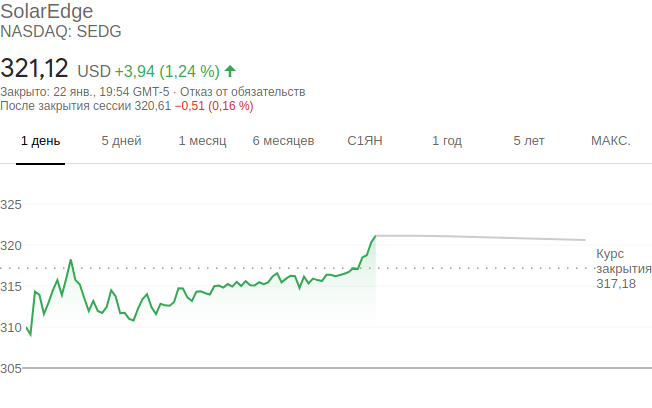 SolarEdge
NASDAQ: SEDG
321,12 USD +3,94 (1,24 %)
Закрыто: 22 янв., 19:54 GMT-5 · Отказ от обязательств
После закрытия сессии 320,61 −0,51 (0,16 %)
1 день 5 дней 1 месяц 6 месяцев С1ЯН 1 год 5 лет МАКС.
325
320
Курс
закрытия
317,18
315
310
305